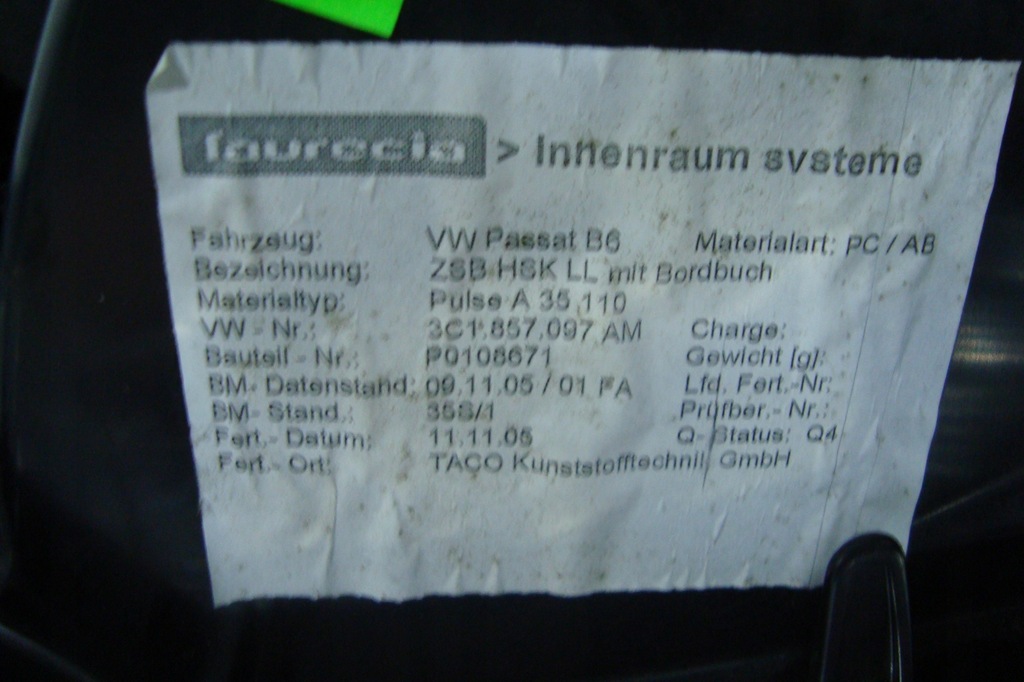 faurecia > Innenraum systeme
Fahrzeug: VW Passat B6 Materialart: PC / AB
Bezeichnung: ZSB HSK LL mit Bordbuch
Materialtyp: Pulse A 35 110
VW - Nr.: 3C1.857.097 AM Charge:
Bauteil - Nr.: P0108671 Gewicht [g]:
BM- Datenstand: 09.11.05 / 01 FA Lfd. Fert.-Nr:
BM- Stand.: 35S/1 Prüfber.- Nr.:
Fert.- Datum: 11.11.05 Q- Status: Q4
Fert.- Ort: TACO Kunststofftechnik GmbH